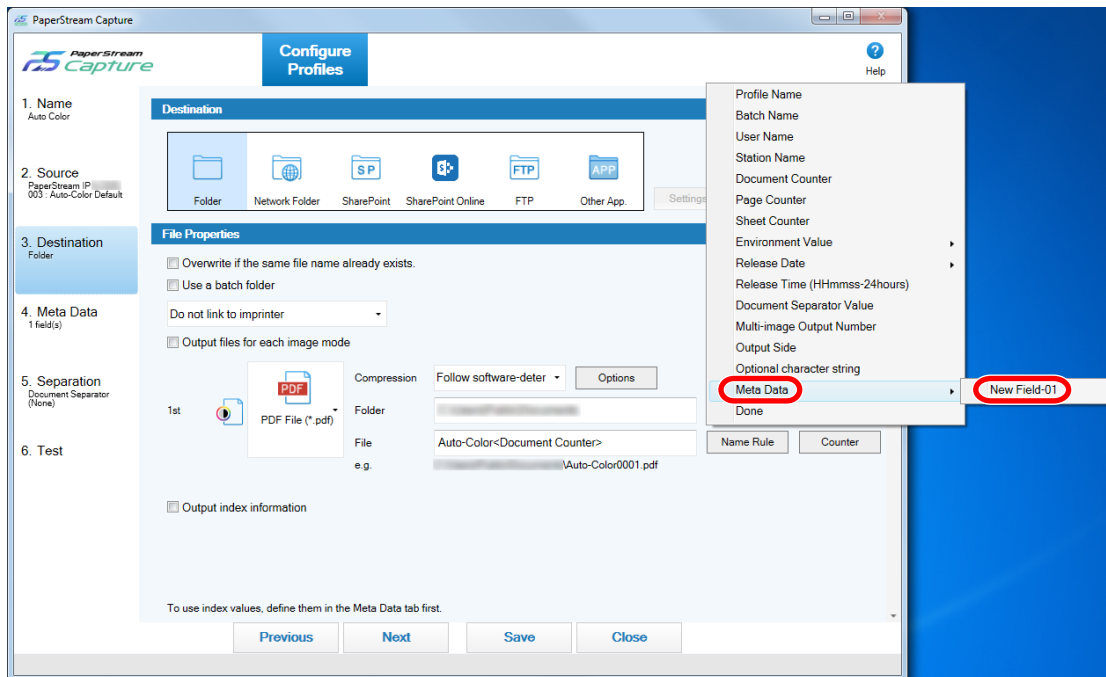 PaperStream Capture
PaperStream
Capture
Configure
Profiles
Help
1. Name
Auto Color
2. Source
PaperStream IP
003 : Auto-Color Default
3. Destination
Folder
4. Meta Data
1 field(s)
5. Separation
Document Separator
(None)
6. Test
Destination
SP
FTP
APP
Folder
Network Folder
SharePoint
SharePoint Online
FTP
Other App.
Settings
File Properties
Overwrite if the same file name already exists.
Use a batch folder
Do not link to imprinter
Output files for each image mode
1st
PDF
PDF File (*.pdf)
Compression
Follow software-deter
Options
Folder
File
Auto-Color<Document Counter>
Name Rule
Counter
e.g.
\Auto-Color0001.pdf
Output index information
To use index values, define them in the Meta Data tab first.
Previous
Next
Save
Close
Profile Name
Batch Name
User Name
Station Name
Document Counter
Page Counter
Sheet Counter
Environment Value
Release Date
Release Time (HHmmss-24hours)
Document Separator Value
Multi-image Output Number
Output Side
Optional character string
Meta Data
Done
New Field-01